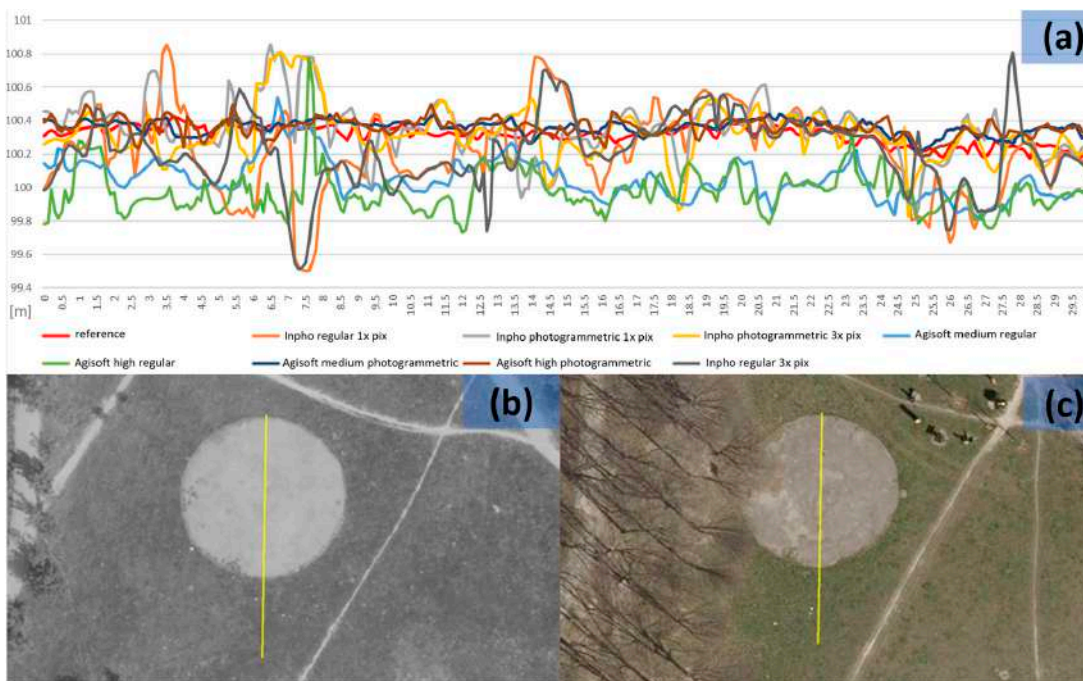 101
(a)
100.8
100.6
100.4
100.2
100
99.8
99.6
99.4
[m]
0 0.5 1 1.5 2 2.5 3 3.5 4 4.5 5 5.5 6 6.5 7 7.5 8 8.5 9 9.5 10 10.5 11 11.5 12 12.5 13 13.5 14 14.5 15 15.5 16 16.5 17 17.5 18 18.5 19 19.5 20 20.5 21 21.5 22 22.5 23 23.5 24 24.5 25 25.5 26 26.5 27 27.5 28 28.5 29 29.5
reference Inpho regular 1x pix Inpho photogrammetric 1x pix Inpho photogrammetric 3x pix Agisoft medium regular
Agisoft high regular Agisoft medium photogrammetric Agisoft high photogrammetric Inpho regular 3x pix
(b) (c)